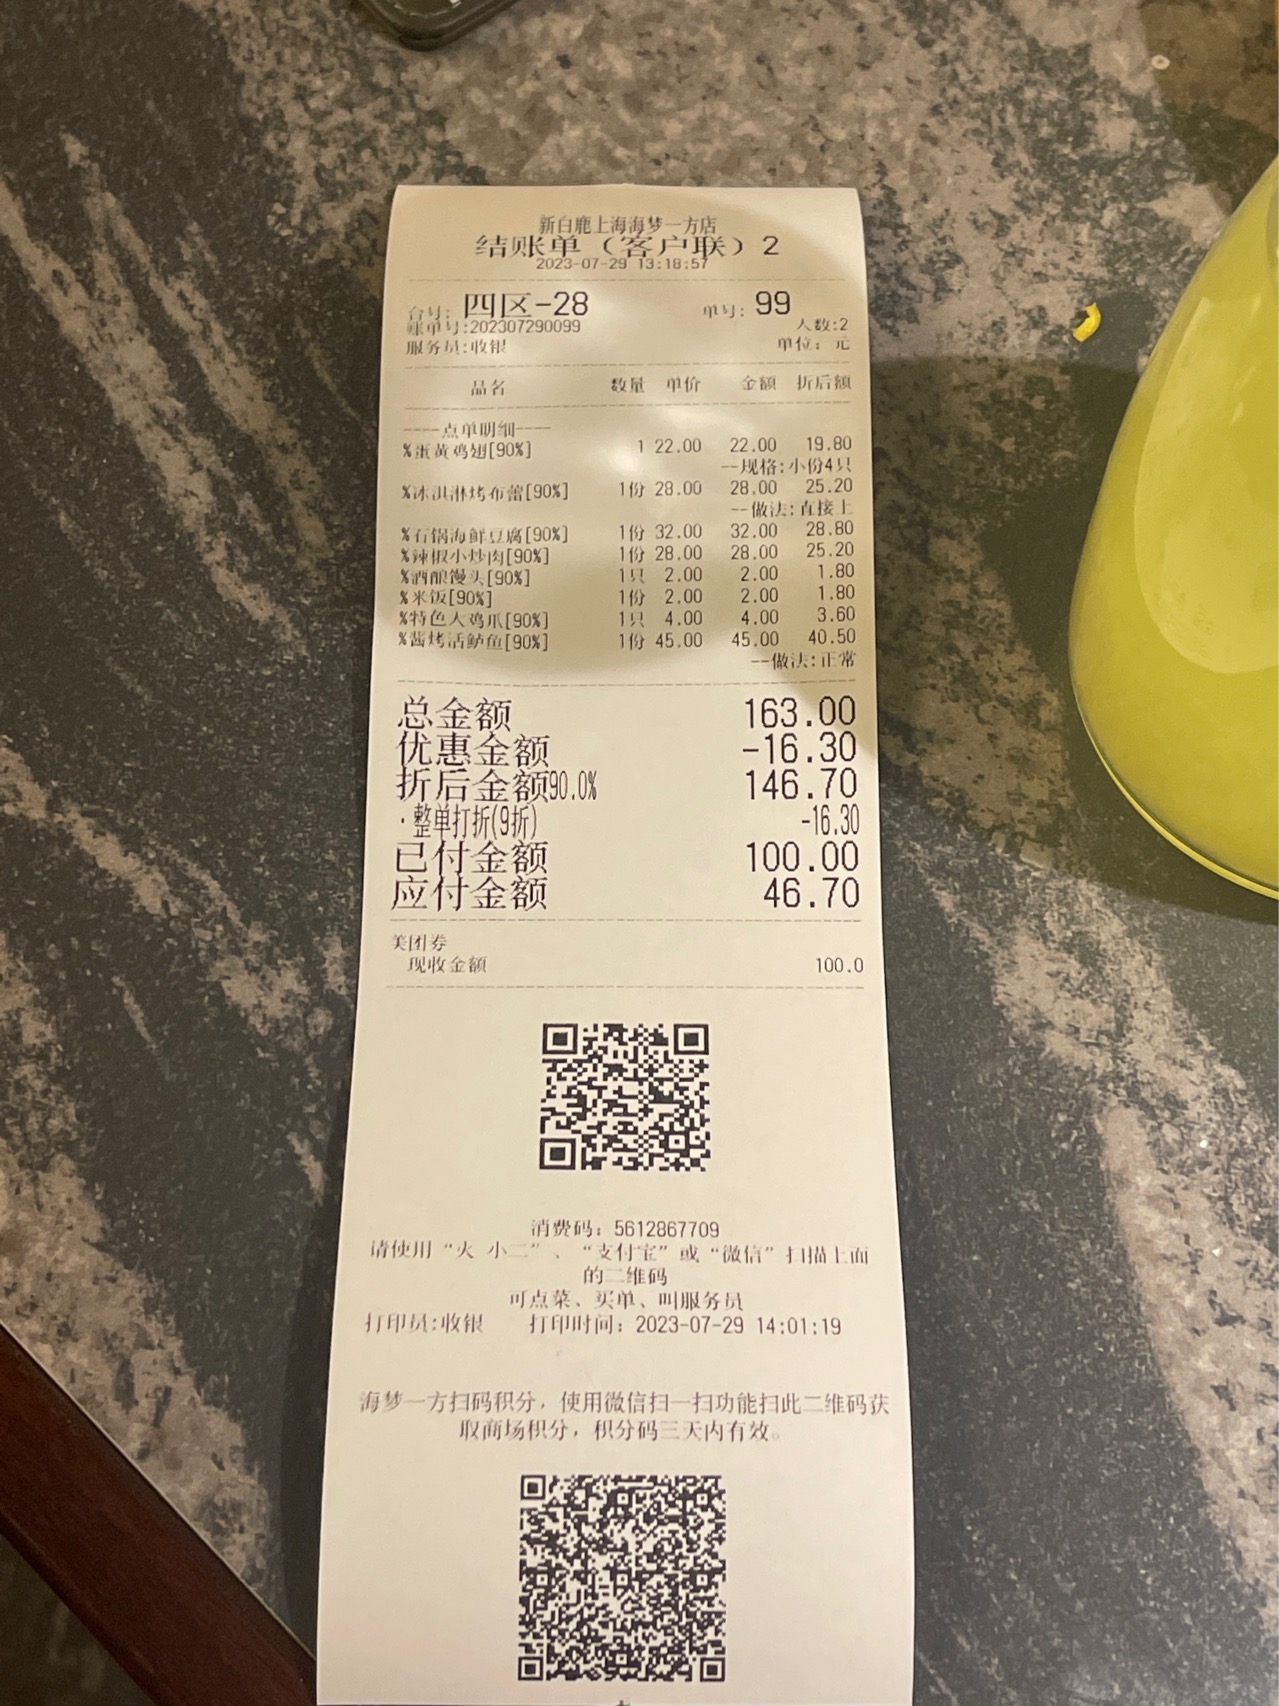 新白鹿上海海梦一方店
结账单（客户联）2
2023-07-29 13:18:57
台号: 四区-28 单号: 99
账单号:202307290099 人数:2
服务员:收银 单位: 元
品名 数量 单价 金额 折后额
----点单明细----
%蛋黄鸡翅[90%] 1 22.00 22.00 19.80
--规格:小份4只
%冰淇淋烤布蕾[90%] 1份 28.00 28.00 25.20
--做法:直接上
%石锅海鲜豆腐[90%] 1份 32.00 32.00 28.80
%辣椒小炒肉[90%] 1份 28.00 28.00 25.20
%酒酿馒头[90%] 1只 2.00 2.00 1.80
%米饭[90%] 1份 2.00 2.00 1.80
%特色大鸡爪[90%] 1只 4.00 4.00 3.60
%酱烤活鲈鱼[90%] 1份 45.00 45.00 40.50
--做法:正常
总金额 163.00
优惠金额 -16.30
折后金额90.0% 146.70
·整单打折(9折) -16.30
已付金额 100.00
应付金额 46.70
美团券
现收金额 100.0
消费码: 5612867709
请使用“火 小二”、“支付宝”或“微信”扫描上面
的二维码
可点菜、买单、叫服务员
打印员:收银 打印时间: 2023-07-29 14:01:19
海梦一方扫码积分，使用微信扫一扫功能扫此二维码获
取商场积分，积分码三天内有效。